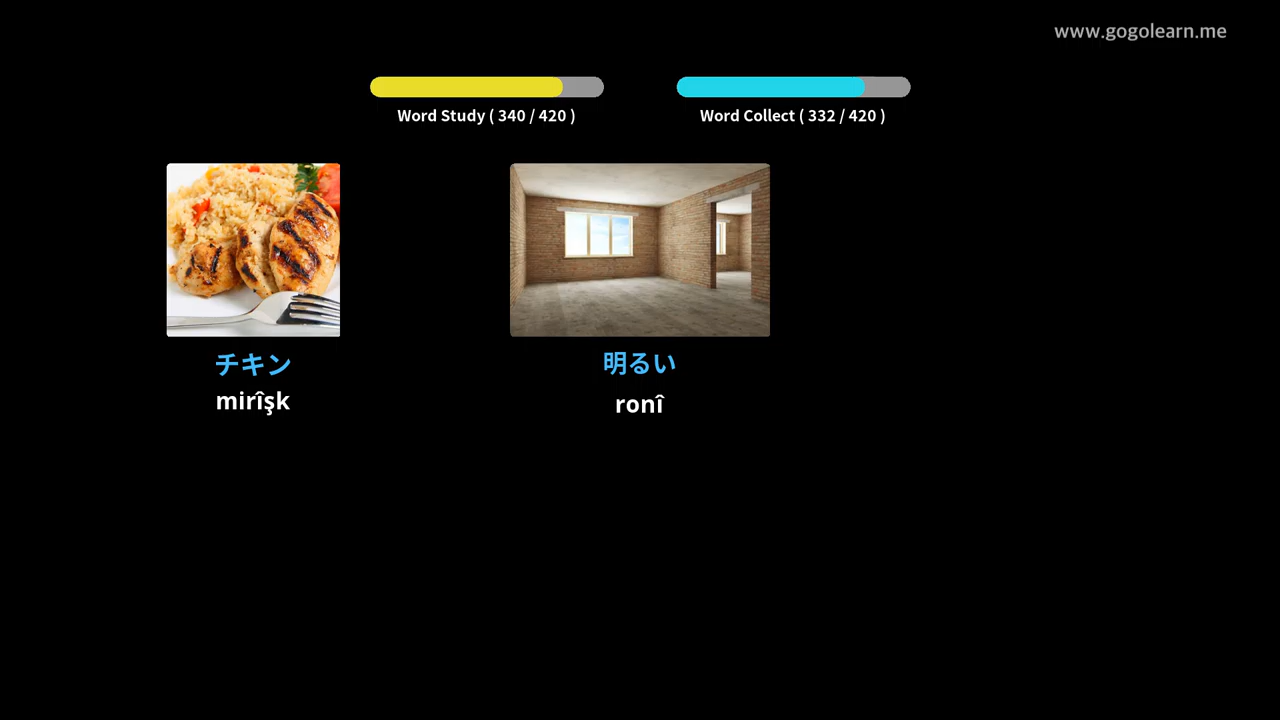 www.gogolearn.me
Word Study ( 340 / 420 )
Word Collect ( 332 / 420 )
チキン
mirîşk
明るい
ronî